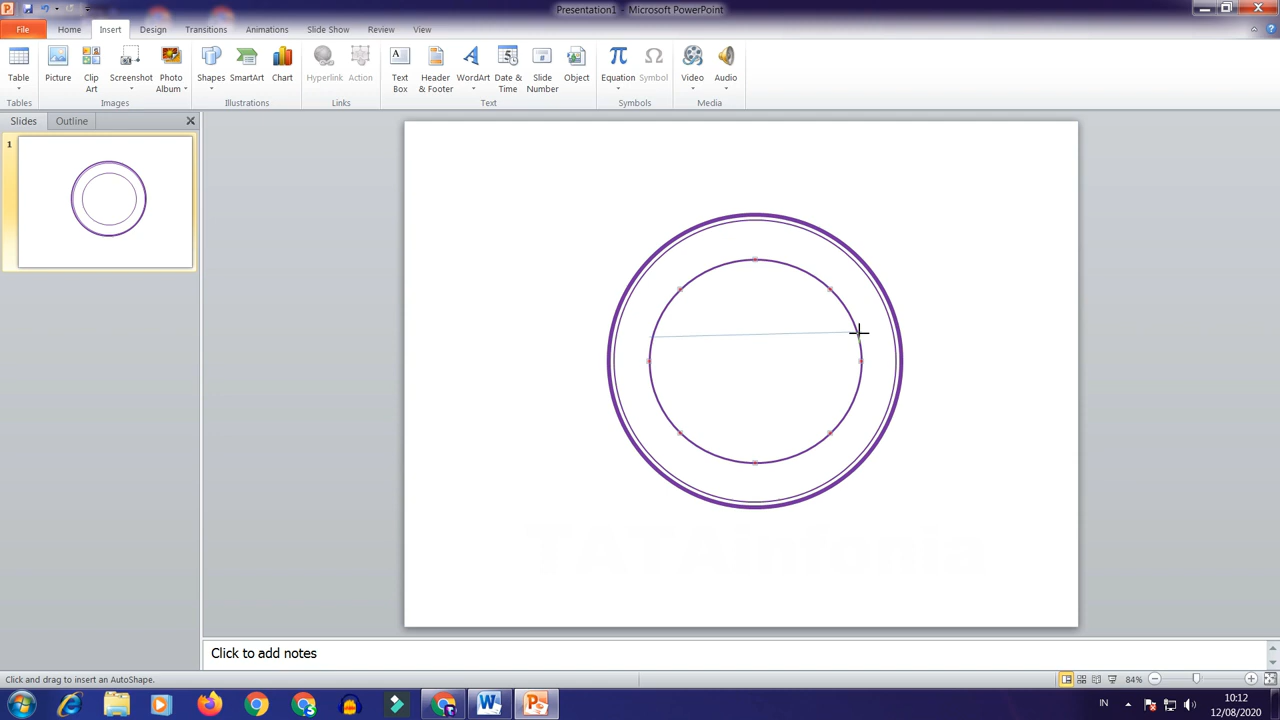 Presentation1 - Microsoft PowerPoint
File Home Insert Design Transitions Animations Slide Show Review View
Table Picture Clip Art Screenshot Photo Album Shapes SmartArt Chart Hyperlink Action Text Box Header & Footer WordArt Date & Time Slide Number Object Equation Symbol Video Audio
Tables Images Illustrations Links Text Symbols Media
Slides Outline
1
TATAinfonia
Click to add notes
Click and drag to insert an AutoShape.
84%
IN
10:12
12/08/2020